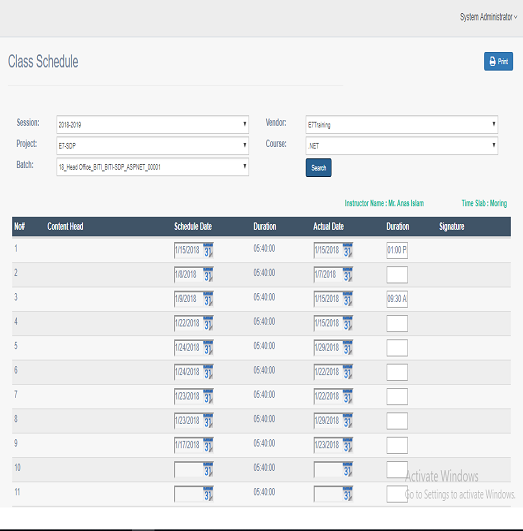 System Administrator
Class Schedule
Print
Session: 2018-2019 Vendor: ETTraining
Project: ET-SDP Course: .NET
Batch: 18_Head Office_BITI_BITI-SDP_ASPNET_00001 Search
Instructor Name : Mr. Anas Islam Time Slab : Moring
No# Content Head Schedule Date Duration Actual Date Duration Signature
1 1/15/2018 05:40:00 1/15/2018 01:00 P
2 1/8/2018 05:40:00 1/7/2018
3 1/9/2018 05:40:00 1/15/2018 09:30 A
4 1/22/2018 05:40:00 1/15/2018
5 1/24/2018 05:40:00 1/29/2018
6 1/24/2018 05:40:00 1/22/2018
7 1/23/2018 05:40:00 1/22/2018
8 1/23/2018 05:40:00 1/29/2018
9 1/17/2018 05:40:00 1/23/2018
10 05:40:00
11 05:40:00
Activate Windows
Go to Settings to activate Windows.